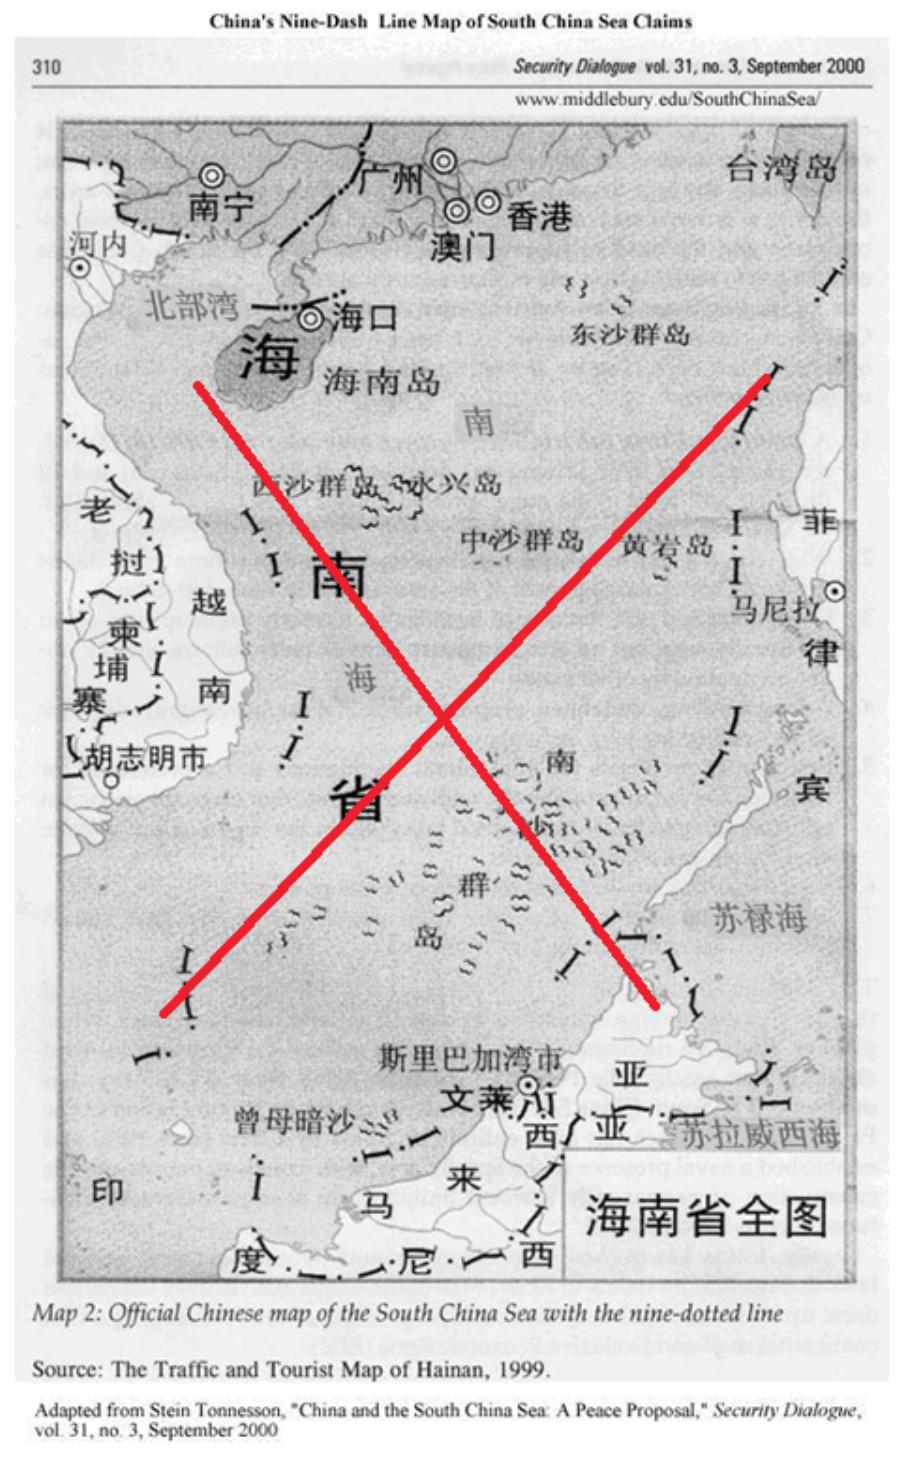 China's Nine-Dash Line Map of South China Sea Claims
310
Security Dialogue vol. 31, no. 3, September 2000
www.middlebury.edu/SouthChinaSea/
台湾岛
广州
南宁
香港
澳门
河内
北部湾
海口
海
海南岛
东沙群岛
南
西沙群岛
永兴岛
中沙群岛
黄岩岛
老
挝
南
菲
马尼拉
越
柬
埔
寨
律
海
南
胡志明市
省
南
沙
宾
群
岛
苏禄海
斯里巴加湾市
文莱
曾母暗沙
亚
西
亚
苏拉威西海
印
来
马
海南省全图
度
尼
西
Map 2: Official Chinese map of the South China Sea with the nine-dotted line
Source: The Traffic and Tourist Map of Hainan, 1999.
Adapted from Stein Tonnesson, "China and the South China Sea: A Peace Proposal," Security Dialogue,
vol. 31, no. 3, September 2000